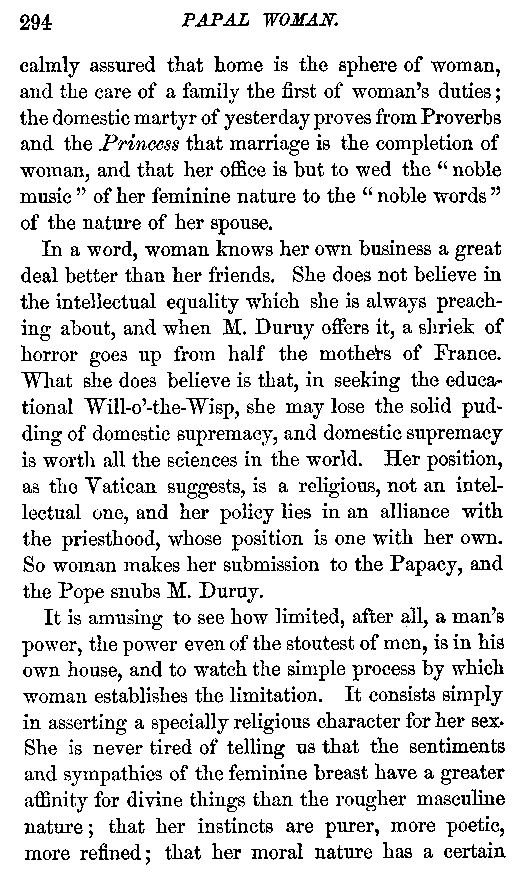 294 PAPAL WOMAN.
calmly assured that home is the sphere of woman,
and the care of a family the first of woman's duties;
the domestic martyr of yesterday proves from Proverbs
and the Princess that marriage is the completion of
woman, and that her office is but to wed the "noble
music" of her feminine nature to the "noble words"
of the nature of her spouse.
In a word, woman knows her own business a great
deal better than her friends. She does not believe in
the intellectual equality which she is always preach-
ing about, and when M. Duruy offers it, a shriek of
horror goes up from half the mothers of France.
What she does believe is that, in seeking the educa-
tional Will-o'-the-Wisp, she may lose the solid pud-
ding of domestic supremacy, and domestic supremacy
is worth all the sciences in the world. Her position,
as the Vatican suggests, is a religious, not an intel-
lectual one, and her policy lies in an alliance with
the priesthood, whose position is one with her own.
So woman makes her submission to the Papacy, and
the Pope snubs M. Duruy.
It is amusing to see how limited, after all, a man's
power, the power even of the stoutest of men, is in his
own house, and to watch the simple process by which
woman establishes the limitation. It consists simply
in asserting a specially religious character for her sex.
She is never tired of telling us that the sentiments
and sympathies of the feminine breast have a greater
affinity for divine things than the rougher masculine
nature; that her instincts are purer, more poetic,
more refined; that her moral nature has a certain